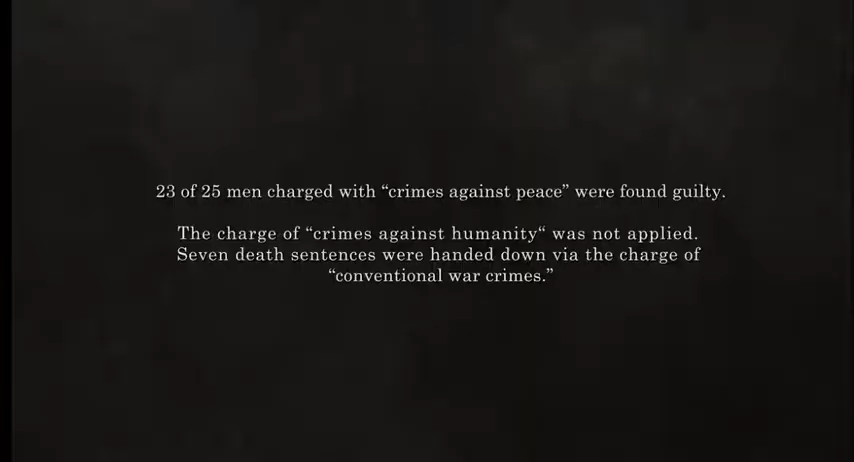 23 of 25 men charged with “crimes against peace” were found guilty.
The charge of “crimes against humanity“ was not applied.
Seven death sentences were handed down via the charge of
“conventional war crimes.”